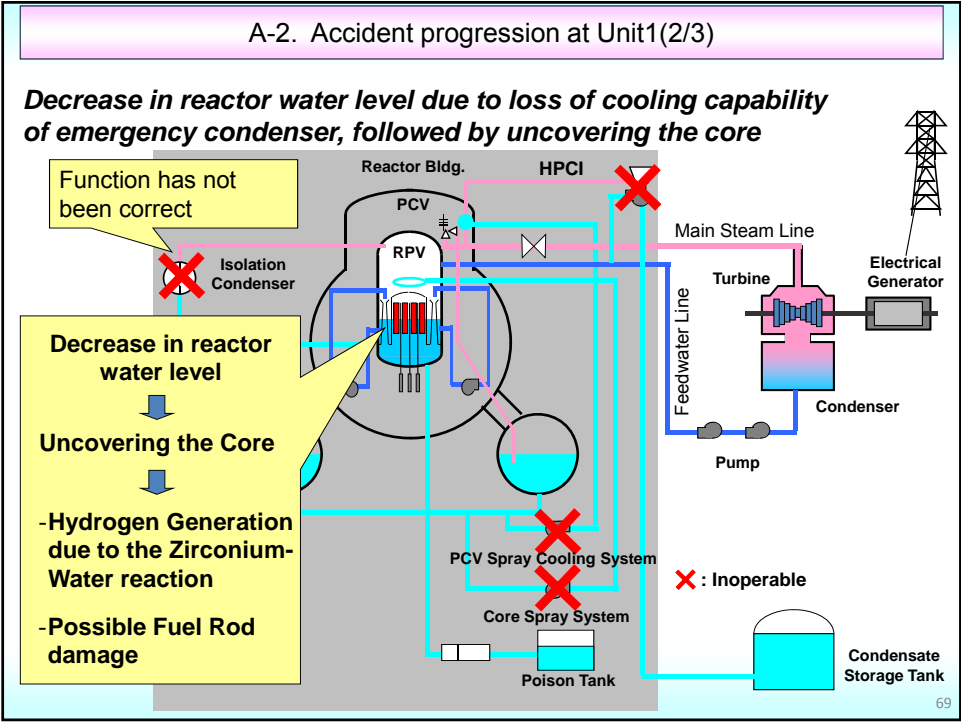 A-2. Accident progression at Unit1(2/3)
Decrease in reactor water level due to loss of cooling capability
of emergency condenser, followed by uncovering the core
Function has not
been correct
Reactor Bldg.
HPCI
PCV
RPV
Main Steam Line
Isolation
Condenser
Turbine
Electrical
Generator
Feedwater Line
Condenser
Pump
Decrease in reactor
water level
Uncovering the Core
-Hydrogen Generation
due to the Zirconium-
Water reaction
-Possible Fuel Rod
damage
PCV Spray Cooling System
Core Spray System
Poison Tank
: Inoperable
Condensate
Storage Tank
69